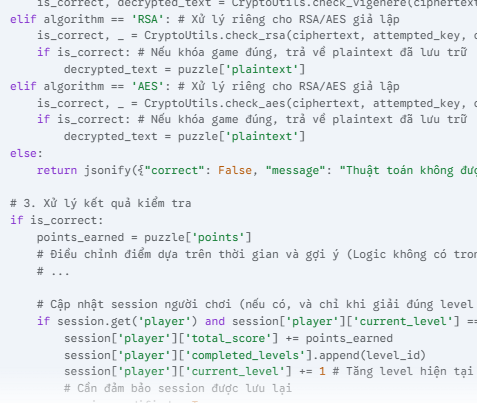 is_correct, decrypted_text = CryptoUtils.check_vigenere(ciphertext
elif algorithm == 'RSA': # Xử lý riêng cho RSA/AES giả lập
is_correct, _ = CryptoUtils.check_rsa(ciphertext, attempted_key,
if is_correct: # Nếu khóa game đúng, trả về plaintext đã lưu trữ
decrypted_text = puzzle['plaintext']
elif algorithm == 'AES': # Xử lý riêng cho RSA/AES giả lập
is_correct, _ = CryptoUtils.check_aes(ciphertext, attempted_key,
if is_correct: # Nếu khóa game đúng, trả về plaintext đã lưu trữ
decrypted_text = puzzle['plaintext']
else:
return jsonify({"correct": False, "message": "Thuật toán không
# 3. Xử lý kết quả kiểm tra
if is_correct:
points_earned = puzzle['points']
# Điều chỉnh điểm dựa trên thời gian và gợi ý (Logic không có
# ...
# Cập nhật session người chơi (nếu có, và chỉ khi giải đúng level
if session.get('player') and session['player']['current_level'] ==
session['player']['total_score'] += points_earned
session['player']['completed_levels'].append(level_id)
session['player']['current_level'] += 1 # Tăng level hiện tại
# Cần đảm bảo session được lưu lại